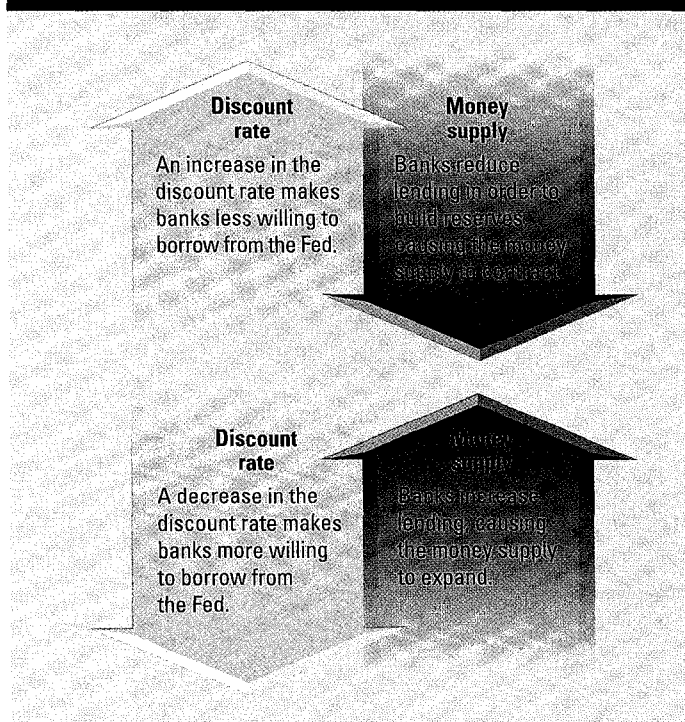 Discount
rate
An increase in the
discount rate makes
banks less willing to
borrow from the Fed.
Money
supply
Banks reduce
lending in order to
build reserves
causing the money
supply to contract
Discount
rate
A decrease in the
discount rate makes
banks more willing
to borrow from
the Fed.
Money
supply
Banks increase
lending, causing
the money supply
to expand.